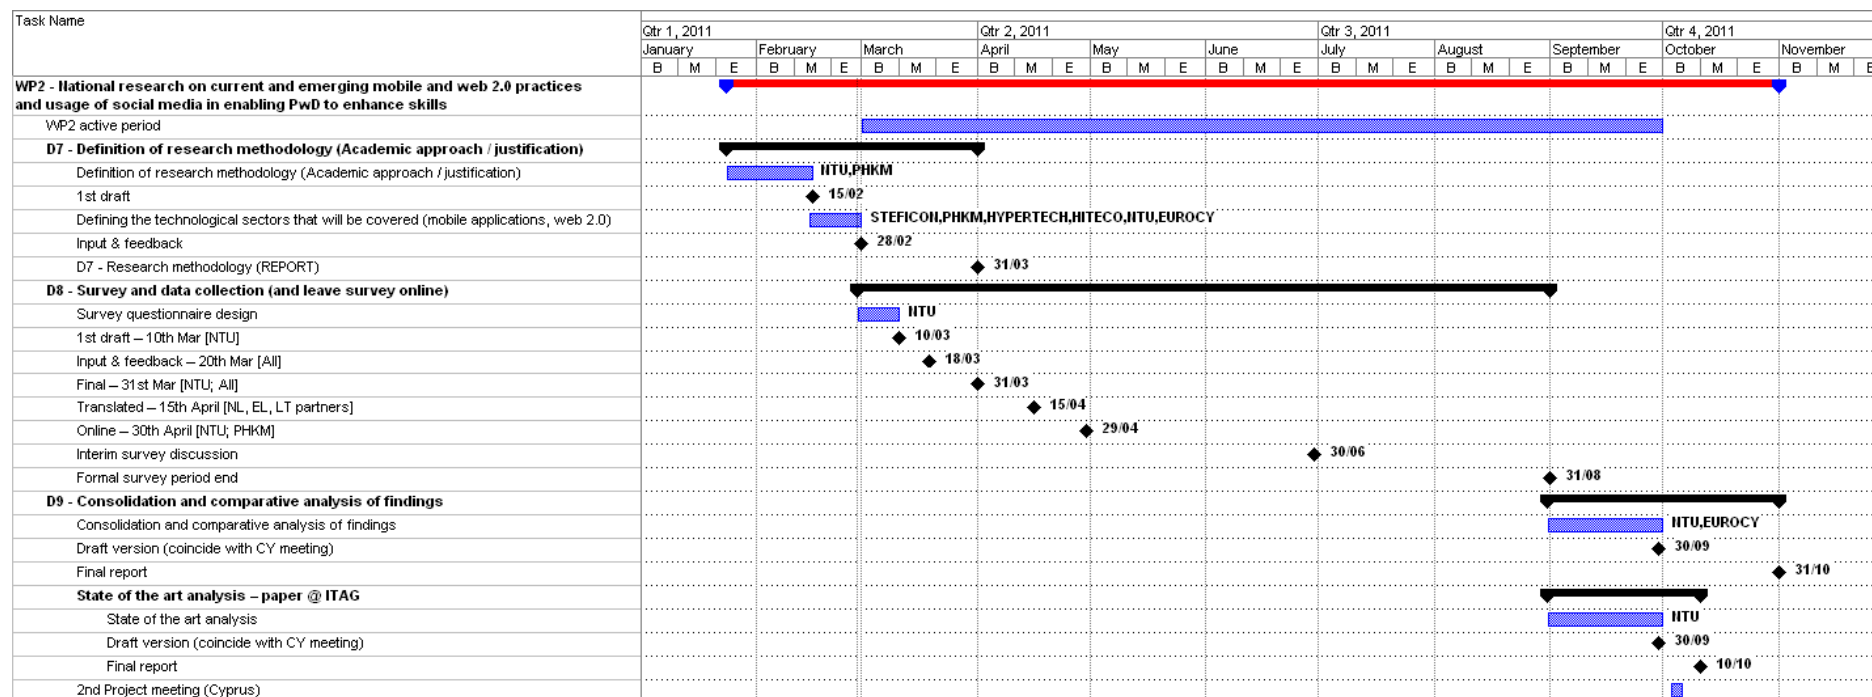 Task Name
Qtr 1, 2011 Qtr 2, 2011 Qtr 3, 2011 Qtr 4, 2011
January February March April May June July August September October November
B M E B M E B M E B M E B M E B M E B M E B M E B M E B M E B M E
WP2 - National research on current and emerging mobile and web 2.0 practices
and usage of social media in enabling PwD to enhance skills
WP2 active period
D7 - Definition of research methodology (Academic approach / justification)
Definition of research methodology (Academic approach / justification) NTU,PHKM
1st draft 15/02
Defining the technological sectors that will be covered (mobile applications, web 2.0) STEFICON,PHKM,HYPERTECH,HITECO,NTU,EUROCY
Input & feedback 28/02
D7 - Research methodology (REPORT) 31/03
D8 - Survey and data collection (and leave survey online)
Survey questionnaire design NTU
1st draft – 10th Mar [NTU] 10/03
Input & feedback – 20th Mar [All] 18/03
Final – 31st Mar [NTU; All] 31/03
Translated – 15th April [NL, EL, LT partners] 15/04
Online – 30th April [NTU; PHKM] 29/04
Interim survey discussion 30/06
Formal survey period end 31/08
D9 - Consolidation and comparative analysis of findings
Consolidation and comparative analysis of findings NTU,EUROCY
Draft version (coincide with CY meeting) 30/09
Final report 31/10
State of the art analysis – paper @ ITAG
State of the art analysis NTU
Draft version (coincide with CY meeting) 30/09
Final report 10/10
2nd Project meeting (Cyprus)